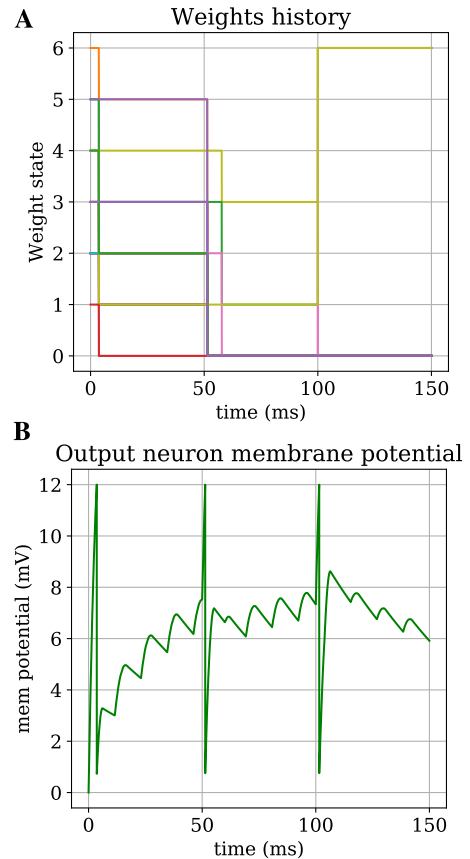 A
Weights history
6
5
4
3
2
1
0
Weight state
0 50 100 150
time (ms)
B
Output neuron membrane potential
12
10
8
6
4
2
0
mem potential (mV)
0 50 100 150
time (ms)